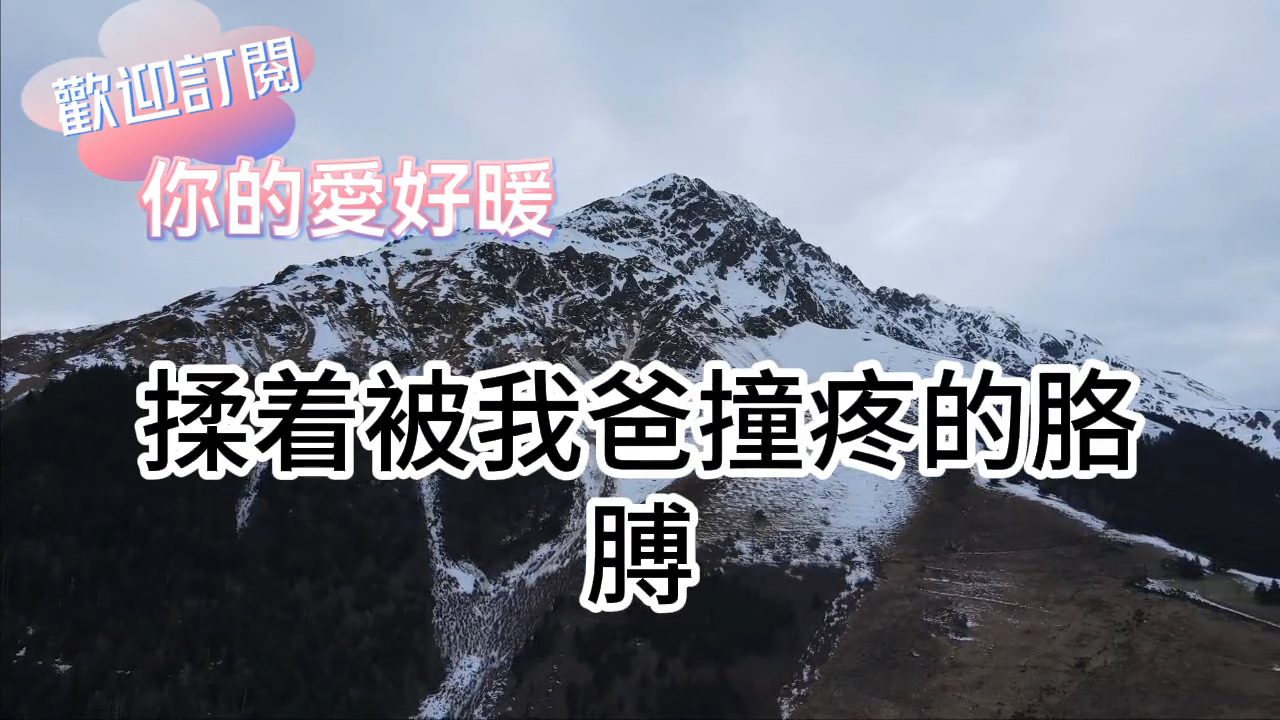 歡迎訂閱
你的愛好暖
揉着被我爸撞疼的胳
膊